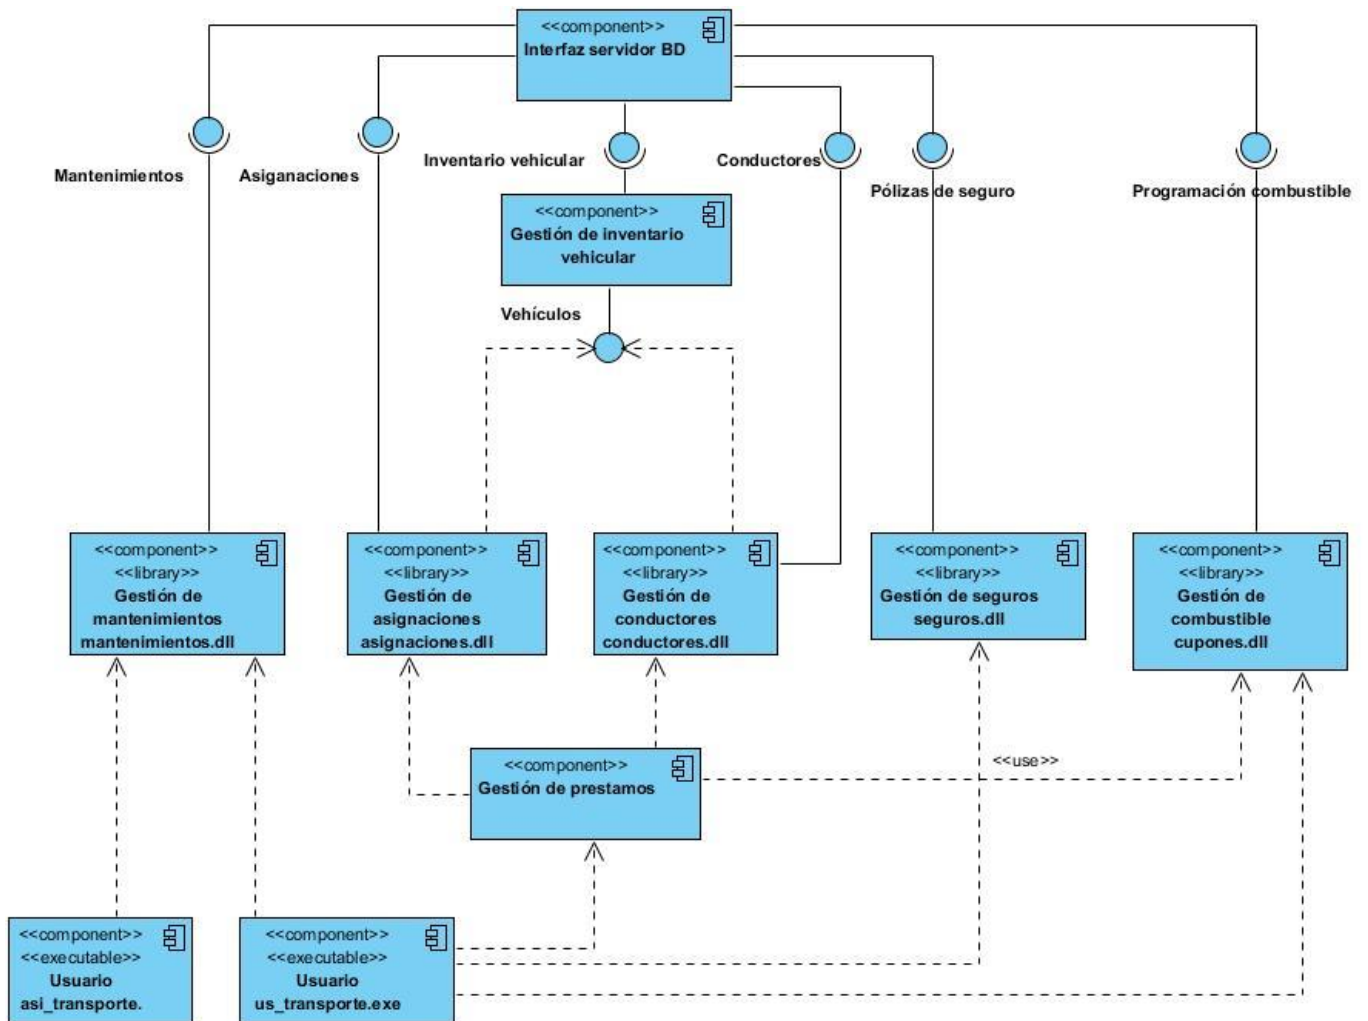 <<component>>
Interfaz servidor BD
Mantenimientos
Asiganaciones
Inventario vehicular
Conductores
Pólizas de seguro
Programación combustible
<<component>>
Gestión de inventario
vehicular
Vehículos
<<component>>
<<library>>
Gestión de
mantenimientos
mantenimientos.dll
<<component>>
<<library>>
Gestión de
asignaciones
asignaciones.dll
<<component>>
<<library>>
Gestión de
conductores
conductores.dll
<<component>>
<<library>>
Gestión de seguros
seguros.dll
<<component>>
<<library>>
Gestión de
combustible
cupones.dll
<<component>>
Gestión de prestamos
<<use>>
<<component>>
<<executable>>
Usuario
asi_transporte.
<<component>>
<<executable>>
Usuario
us_transporte.exe